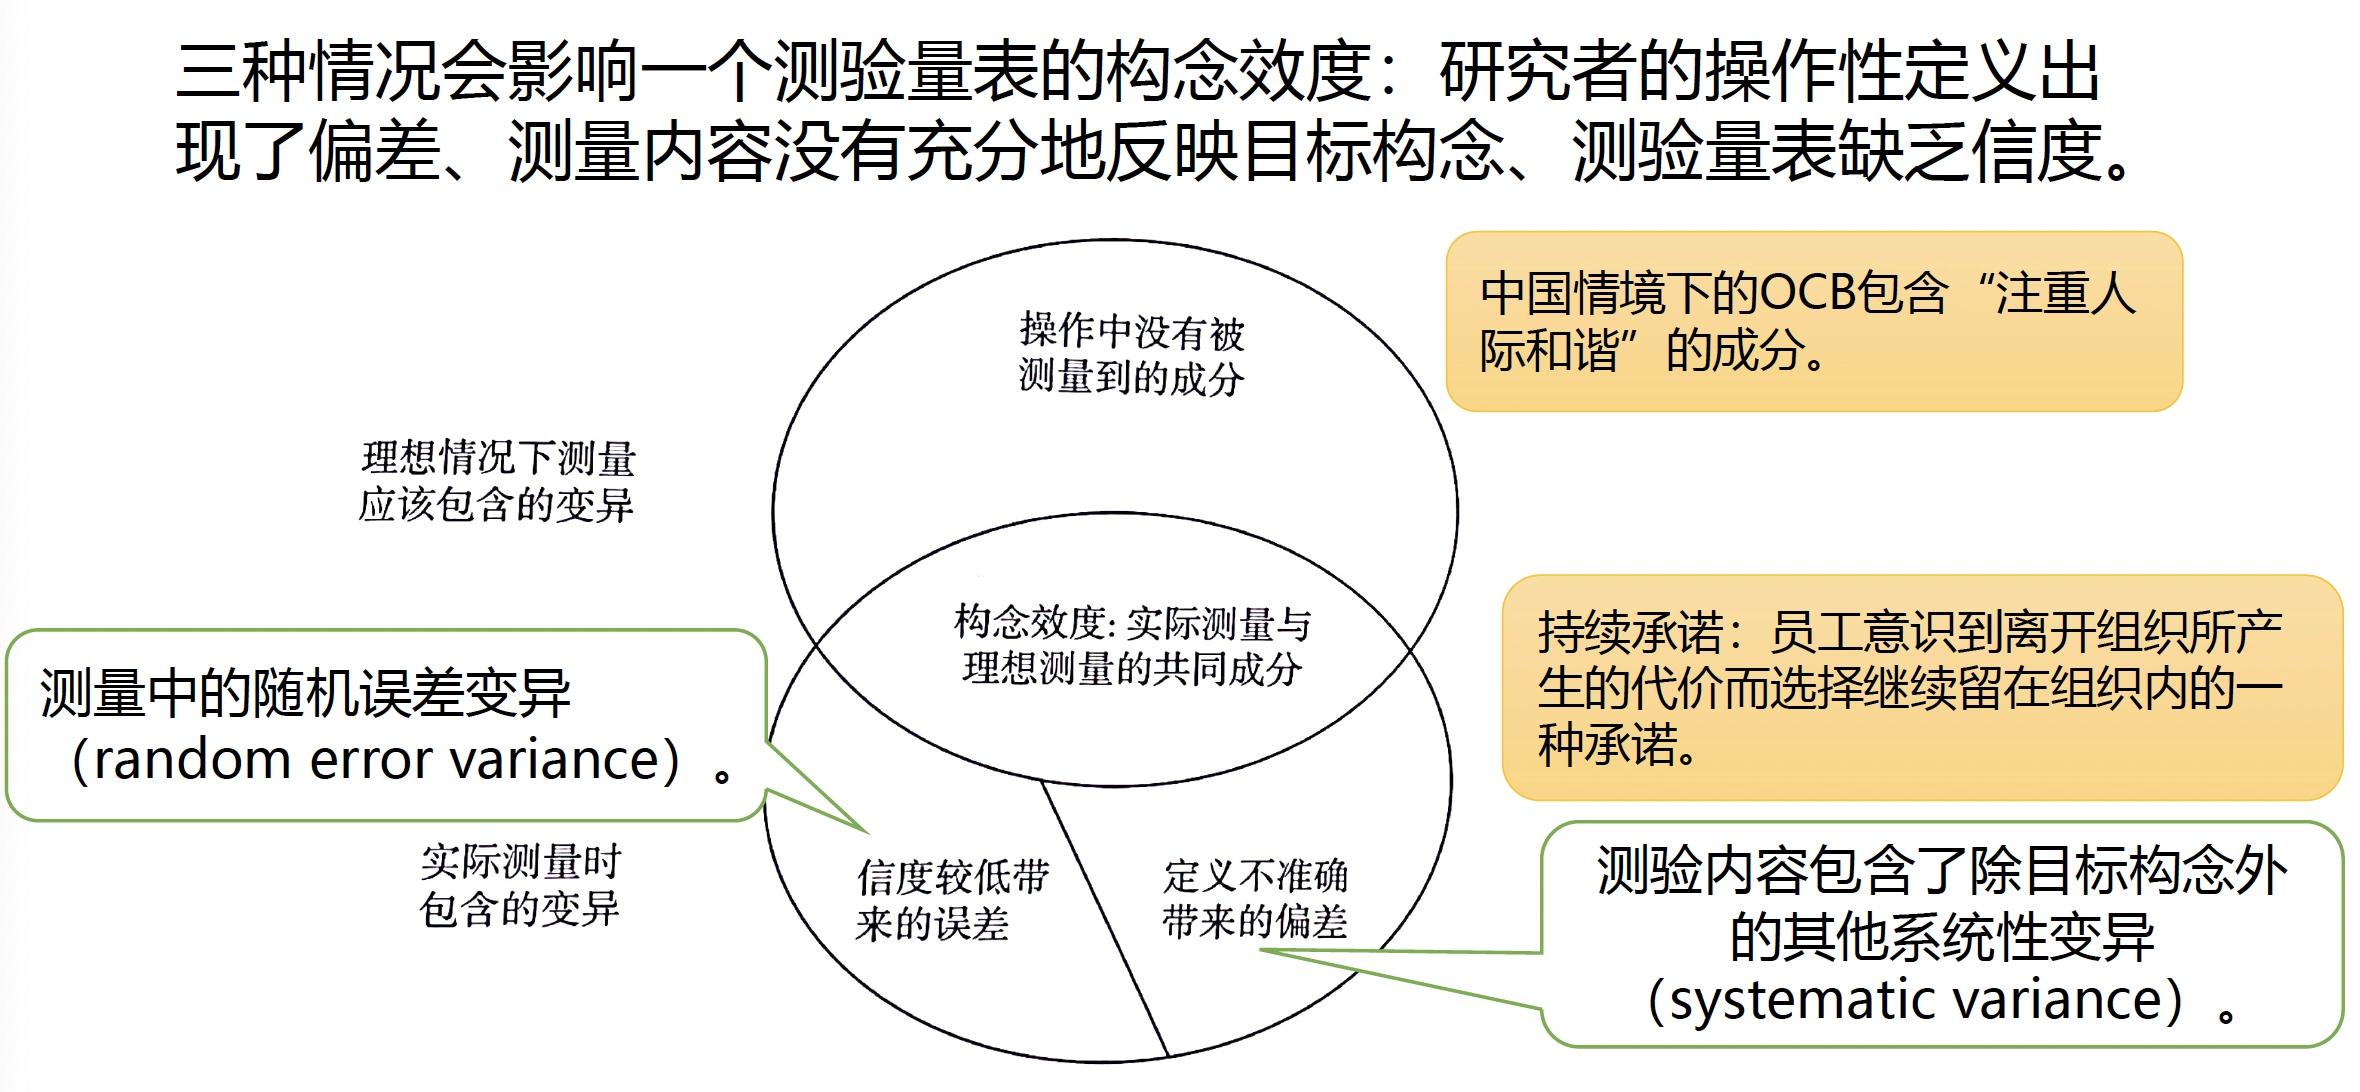 三种情况会影响一个测验量表的构念效度：研究者的操作性定义出
现了偏差、测量内容没有充分地反映目标构念、测验量表缺乏信度。
中国情境下的OCB包含“注重人
际和谐”的成分。
操作中没有被
测量到的成分
理想情况下测量
应该包含的变异
构念效度: 实际测量与
理想测量的共同成分
持续承诺：员工意识到离开组织所产
生的代价而选择继续留在组织内的一
种承诺。
测量中的随机误差变异
（random error variance）。
实际测量时
包含的变异
信度较低带
来的误差
定义不准确
带来的偏差
测验内容包含了除目标构念外
的其他系统性变异
（systematic variance）。